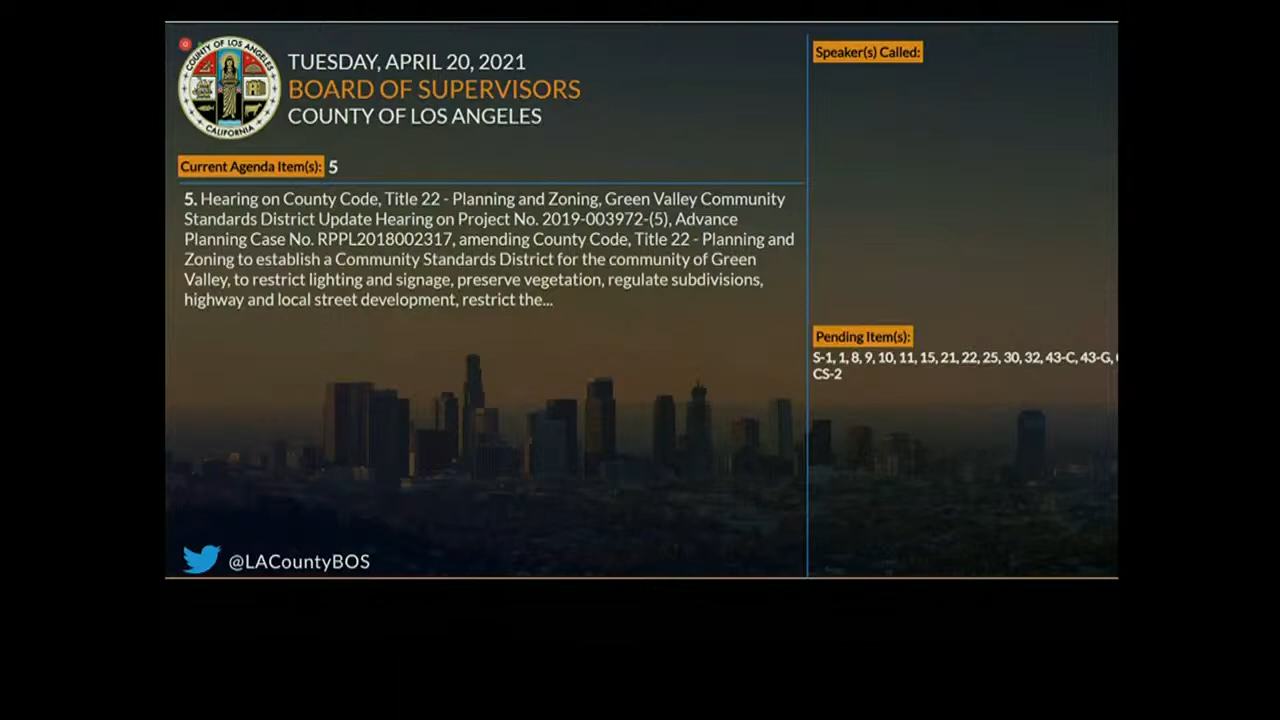 COUNTY OF LOS ANGELES
CALIFORNIA
TUESDAY, APRIL 20, 2021
BOARD OF SUPERVISORS
COUNTY OF LOS ANGELES
Current Agenda Item(s): 5
5. Hearing on County Code, Title 22 - Planning and Zoning, Green Valley Community
Standards District Update Hearing on Project No. 2019-003972-(5), Advance
Planning Case No. RPPL2018002317, amending County Code, Title 22 - Planning and
Zoning to establish a Community Standards District for the community of Green
Valley, to restrict lighting and signage, preserve vegetation, regulate subdivisions,
highway and local street development, restrict the...
@LACountyBOS
Speaker(s) Called:
Pending Item(s):
S-1, 1, 8, 9, 10, 11, 15, 21, 22, 25, 30, 32, 43-C, 43-G,
CS-2